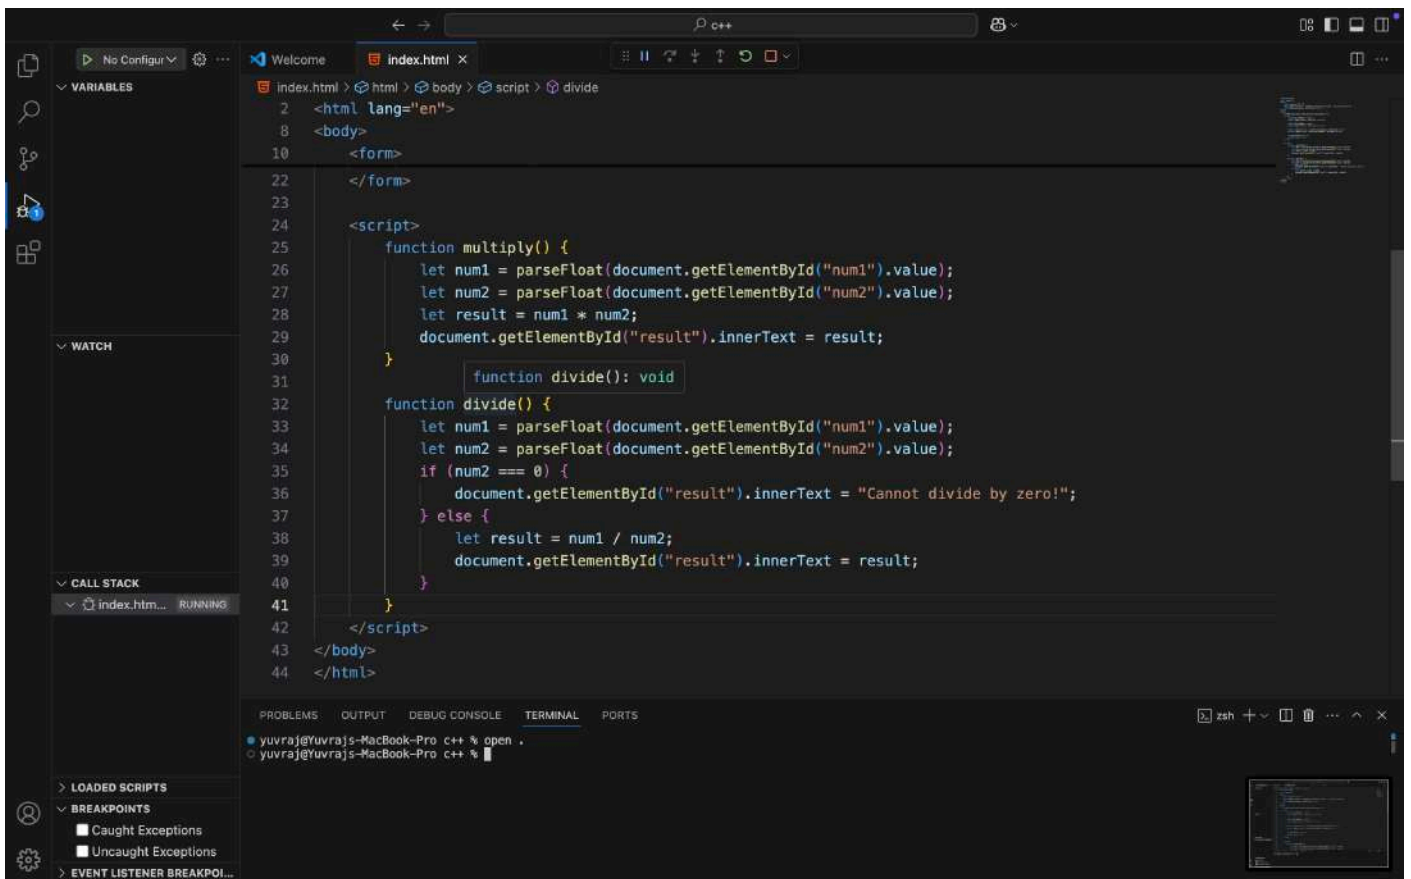 c++
No Configur
Welcome
index.html
VARIABLES
index.html > html > body > script > divide
2 <html lang="en">
8 <body>
10 <form>
22 </form>
23
24 <script>
25 function multiply() {
26 let num1 = parseFloat(document.getElementById("num1").value);
27 let num2 = parseFloat(document.getElementById("num2").value);
28 let result = num1 * num2;
29 document.getElementById("result").innerText = result;
30 }
WATCH
function divide(): void
31
32 function divide() {
33 let num1 = parseFloat(document.getElementById("num1").value);
34 let num2 = parseFloat(document.getElementById("num2").value);
35 if (num2 === 0) {
36 document.getElementById("result").innerText = "Cannot divide by zero!";
37 } else {
38 let result = num1 / num2;
39 document.getElementById("result").innerText = result;
40 }
CALL STACK
index.htm... RUNNING
41 }
42 </script>
43 </body>
44 </html>
PROBLEMS OUTPUT DEBUG CONSOLE TERMINAL PORTS
zsh
yuvraj@Yuvrajs-MacBook-Pro c++ % open .
yuvraj@Yuvrajs-MacBook-Pro c++ %
LOADED SCRIPTS
BREAKPOINTS
Caught Exceptions
Uncaught Exceptions
EVENT LISTENER BREAKPOI...
1